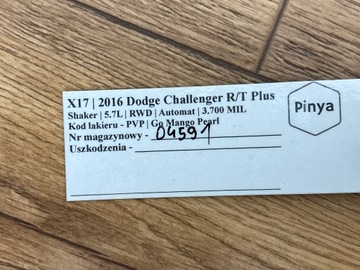 X17 | 2016 Dodge Challenger R/T Plus
Shaker | 5.7L | RWD | Automat | 3.700 MIL
Kod lakieru - PVP | Go Mango Pearl
Nr magazynowy - 04591
Uszkodzenia -
Pinya